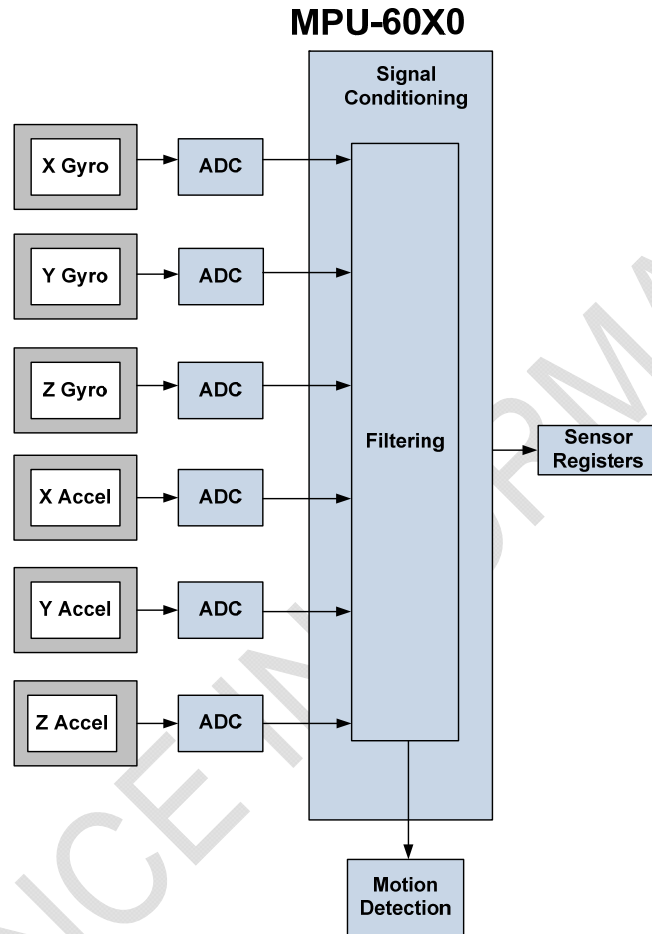 MPU-60X0
Signal
Conditioning
X Gyro
ADC
Y Gyro
ADC
Z Gyro
ADC
Filtering
Sensor
Registers
X Accel
ADC
Y Accel
ADC
Z Accel
ADC
Motion
Detection